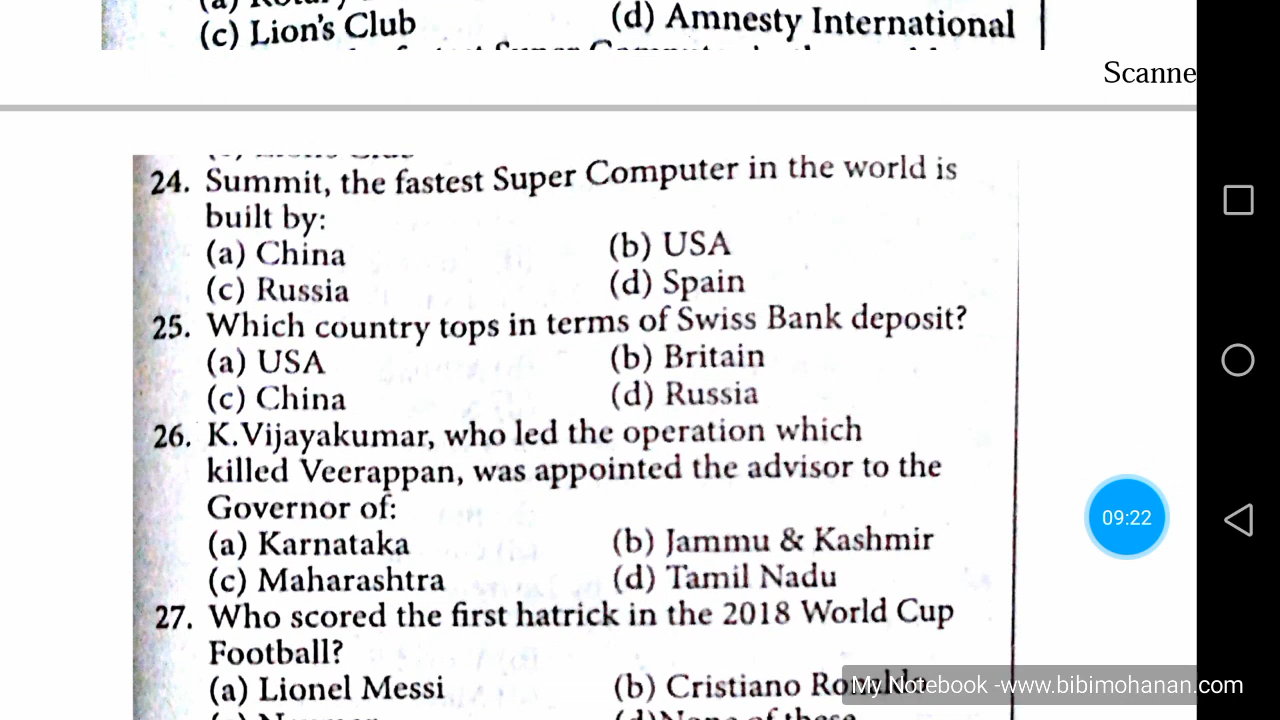 (c) Lion's Club (d) Amnesty International
Scanne
24. Summit, the fastest Super Computer in the world is
built by:
(a) China (b) USA
(c) Russia (d) Spain
25. Which country tops in terms of Swiss Bank deposit?
(a) USA (b) Britain
(c) China (d) Russia
26. K.Vijayakumar, who led the operation which
killed Veerappan, was appointed the advisor to the
Governor of:
(a) Karnataka (b) Jammu & Kashmir
(c) Maharashtra (d) Tamil Nadu
09:22
27. Who scored the first hatrick in the 2018 World Cup
Football?
(a) Lionel Messi (b) Cristiano Ronaldo
My Notebook -www.bibimohanan.com